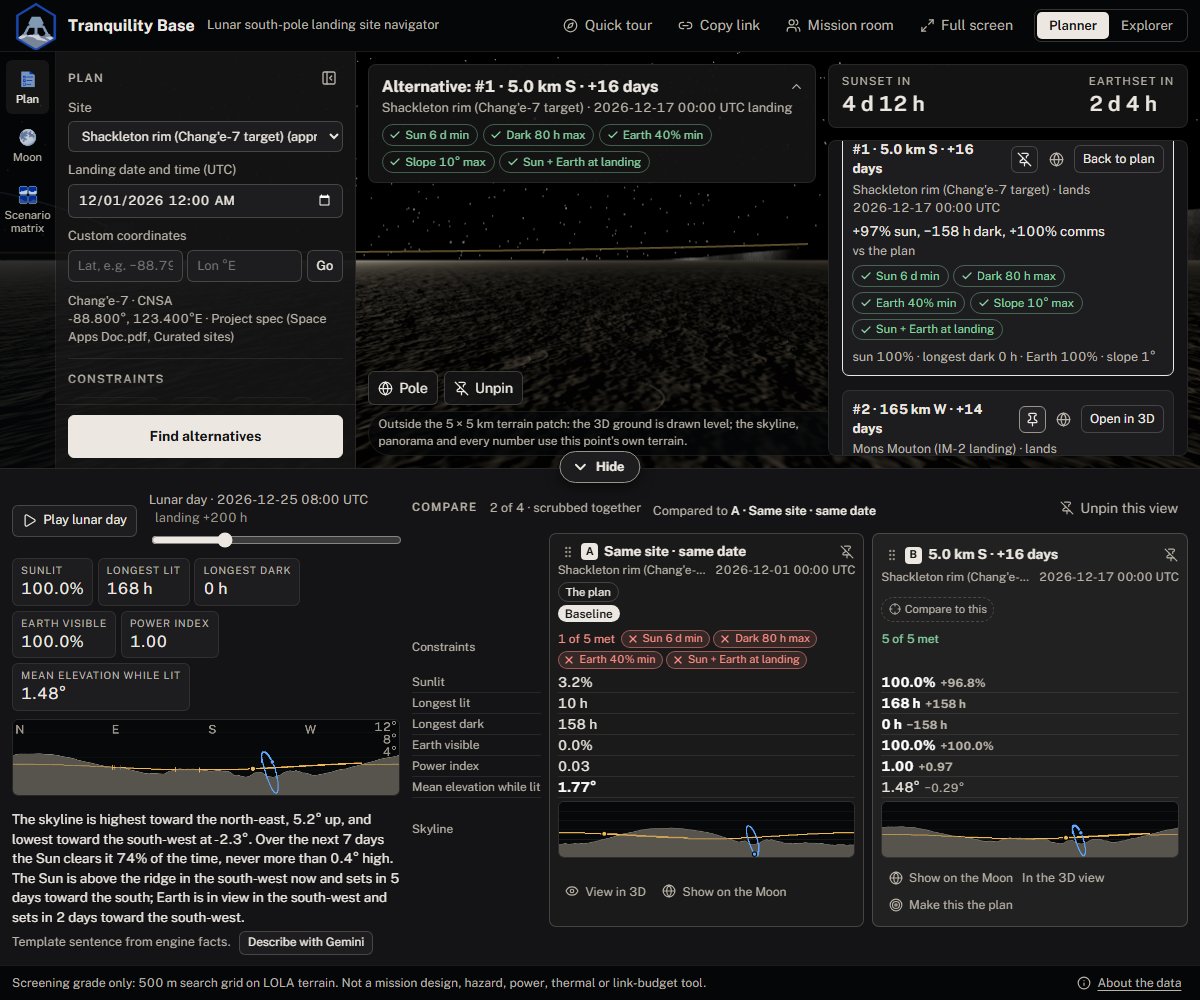 Tranquility Base
Lunar south-pole landing site navigator
Quick tour
Copy link
Mission room
Full screen
Planner
Explorer
Plan
Moon
Scenario
matrix
PLAN
Site
Shackleton rim (Chang'e-7 target) (appr
Landing date and time (UTC)
12/01/2026 12:00 AM
Custom coordinates
Lat, e.g. −88.79
Lon °E
Go
Chang'e-7 · CNSA
-88.800°, 123.400°E · Project spec (Space
Apps Doc.pdf, Curated sites)
CONSTRAINTS
Find alternatives
Alternative: #1 · 5.0 km S · +16 days
Shackleton rim (Chang'e-7 target) · 2026-12-17 00:00 UTC landing
Sun 6 d min
Dark 80 h max
Earth 40% min
Slope 10° max
Sun + Earth at landing
Pole
Unpin
Outside the 5 × 5 km terrain patch: the 3D ground is drawn level; the skyline,
panorama and every number use this point's own terrain.
SUNSET IN
4 d 12 h
EARTHSET IN
2 d 4 h
#1 · 5.0 km S · +16
days
Back to plan
Shackleton rim (Chang'e-7 target) · lands
2026-12-17 00:00 UTC
+97% sun, −158 h dark, +100% comms
vs the plan
Sun 6 d min
Dark 80 h max
Earth 40% min
Slope 10° max
Sun + Earth at landing
sun 100% · longest dark 0 h · Earth 100% · slope 1°
#2 · 165 km W · +14
days
Open in 3D
Mons Mouton (IM-2 landing) · lands
Hide
Play lunar day
Lunar day · 2026-12-25 08:00 UTC
landing +200 h
SUNLIT
100.0%
LONGEST LIT
168 h
LONGEST DARK
0 h
EARTH VISIBLE
100.0%
POWER INDEX
1.00
MEAN ELEVATION WHILE LIT
1.48°
N
E
S
W
12°
8°
4°
The skyline is highest toward the north-east, 5.2° up, and
lowest toward the south-west at -2.3°. Over the next 7 days
the Sun clears it 74% of the time, never more than 0.4° high.
The Sun is above the ridge in the south-west now and sets in 5
days toward the south; Earth is in view in the south-west and
sets in 2 days toward the south-west.
Template sentence from engine facts.
Describe with Gemini
COMPARE
2 of 4 · scrubbed together
Compared to A · Same site · same date
Unpin this view
A
Same site · same date
Shackleton rim (Chang'e-…
2026-12-01 00:00 UTC
The plan
Baseline
B
5.0 km S · +16 days
Shackleton rim (Chang'e-…
2026-12-17 00:00 UTC
Compare to this
Constraints
1 of 5 met
Sun 6 d min
Dark 80 h max
Earth 40% min
Sun + Earth at landing
5 of 5 met
Sunlit
3.2%
100.0% +96.8%
Longest lit
10 h
168 h +158 h
Longest dark
158 h
0 h −158 h
Earth visible
0.0%
100.0% +100.0%
Power index
0.03
1.00 +0.97
Mean elevation while lit
1.77°
1.48° −0.29°
Skyline
View in 3D
Show on the Moon
Show on the Moon
In the 3D view
Make this the plan
Screening grade only: 500 m search grid on LOLA terrain. Not a mission design, hazard, power, thermal or link-budget tool.
About the data